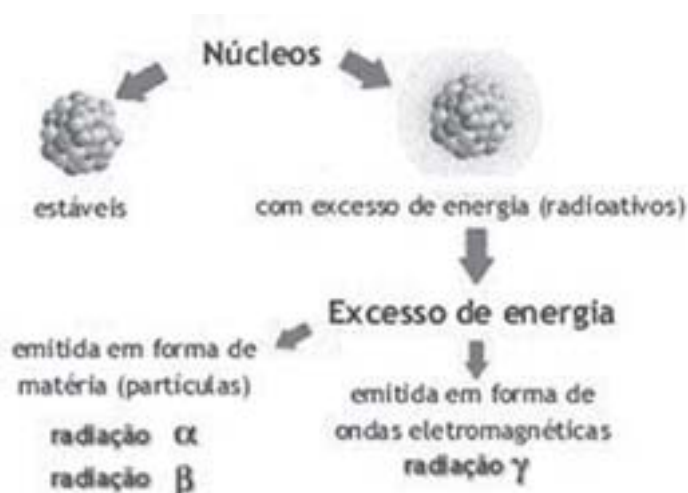 Núcleos
estáveis
com excesso de energia (radioativos)
Excesso de energia
emitida em forma de
matéria (partículas)
radiação α
radiação β
emitida em forma de
ondas eletromagnéticas
radiação γ